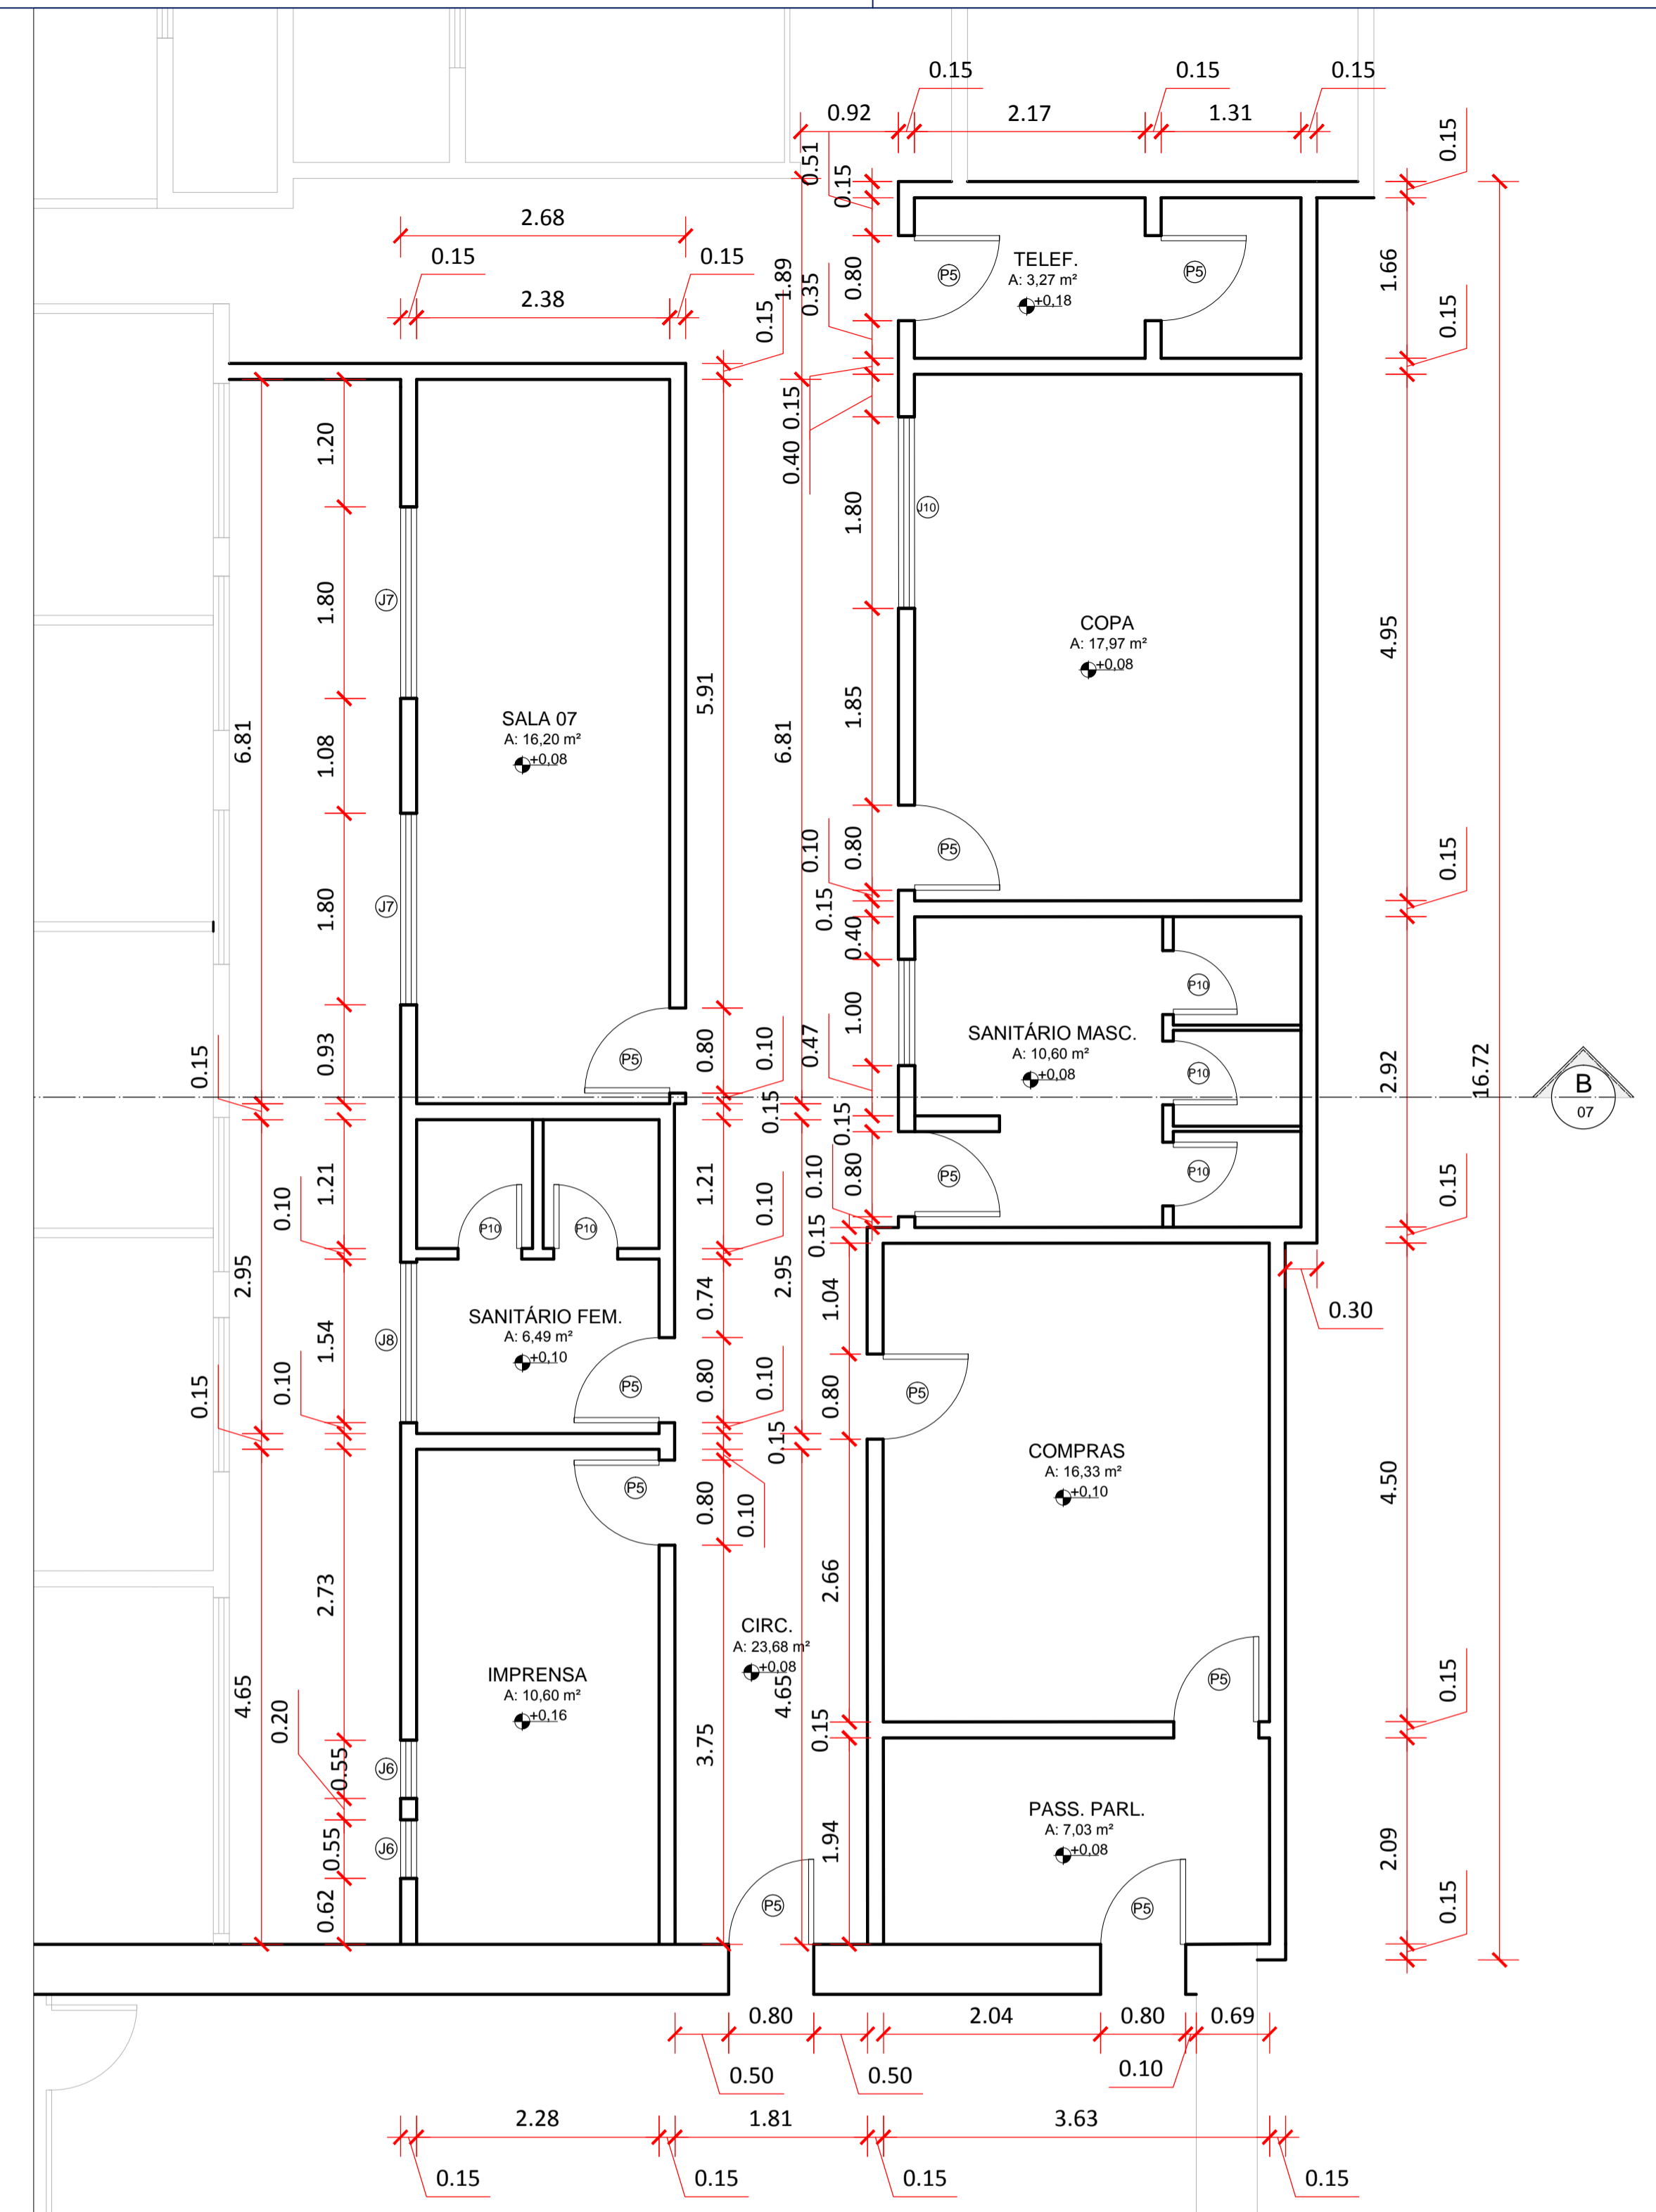 0.15
0.15
0.15
0.92
2.17
1.31
0.15
0.51
0.15
2.68
0.15
0.15
2.38
0.15
1.89
0.35
0.80
P5
TELEF.
A: 3,27 m²
+0,18
P5
1.66
0.15
1.20
0.15
0.40
1.80
J10
J7
1.80
COPA
A: 17,97 m²
+0,08
4.95
6.81
1.08
SALA 07
A: 16,20 m²
+0,08
5.91
6.81
1.85
J7
1.80
0.10
0.80
P5
0.15
0.15
0.40
P10
0.15
0.93
P5
0.80
0.10
0.47
1.00
SANITÁRIO MASC.
A: 10,60 m²
+0,08
P10
2.92
16.72
B
07
0.15
0.15
1.21
0.10
P10
P10
1.21
0.10
0.10
0.80
P5
P10
0.15
0.15
2.95
1.54
0.15
0.10
J8
SANITÁRIO FEM.
A: 6,49 m²
+0,10
P5
0.74
0.80
0.10
2.95
0.15
1.04
0.30
0.80
P5
COMPRAS
A: 16,33 m²
+0,10
4.50
P5
0.80
0.10
2.73
2.66
CIRC.
A: 23,68 m²
+0,08
4.65
0.20
IMPRENSA
A: 10,60 m²
+0,16
3.75
4.65
0.15
P5
0.15
0.55
J6
0.55
J6
0.62
P5
1.94
PASS. PARL.
A: 7,03 m²
+0,08
P5
2.09
0.15
0.80
2.04
0.80
0.69
0.50
0.50
0.10
2.28
1.81
3.63
0.15
0.15
0.15
0.15